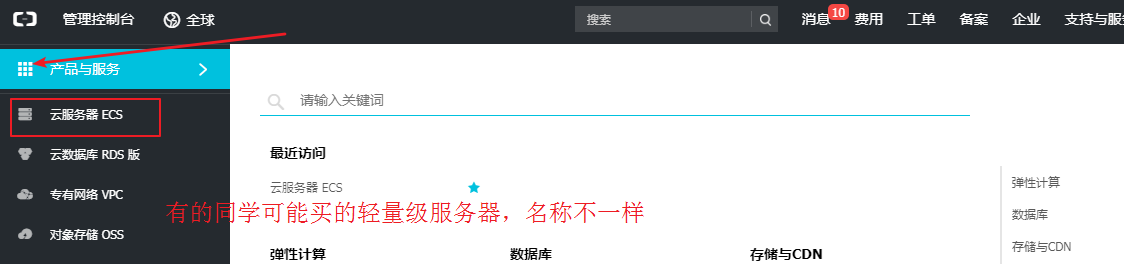 管理控制台 全球 搜索 消息 10 费用 工单 备案 企业 支持与服
产品与服务
请输入关键词
云服务器 ECS
云数据库 RDS 版
专有网络 VPC
对象存储 OSS
最近访问
云服务器 ECS
有的同学可能买的轻量级服务器，名称不一样
弹性计算 数据库 存储与CDN
弹性计算
数据库
存储与CDN